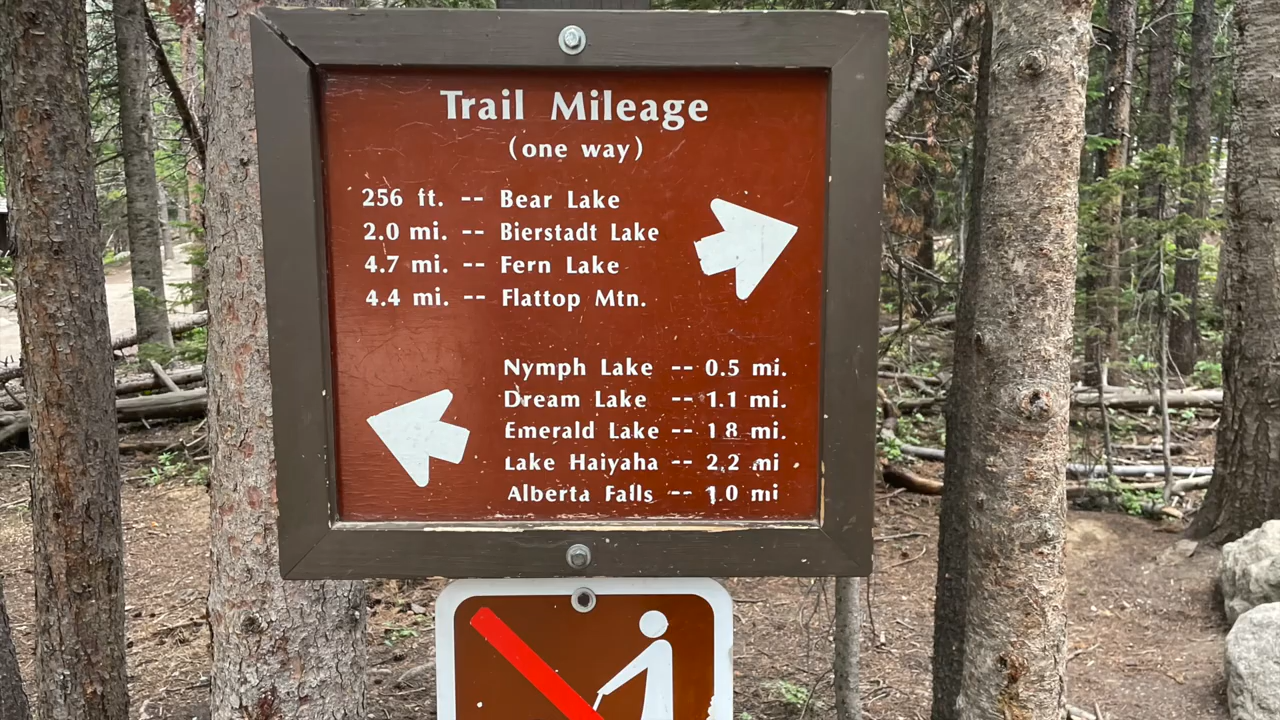 Trail Mileage
(one way)
256 ft. -- Bear Lake
2.0 mi. -- Bierstadt Lake
4.7 mi. -- Fern Lake
4.4 mi. -- Flattop Mtn.
Nymph Lake -- 0.5 mi.
Dream Lake -- 1.1 mi.
Emerald Lake -- 1 8 mi.
Lake Haiyaha -- 2.2 mi
Alberta Falls -- 1.0 mi